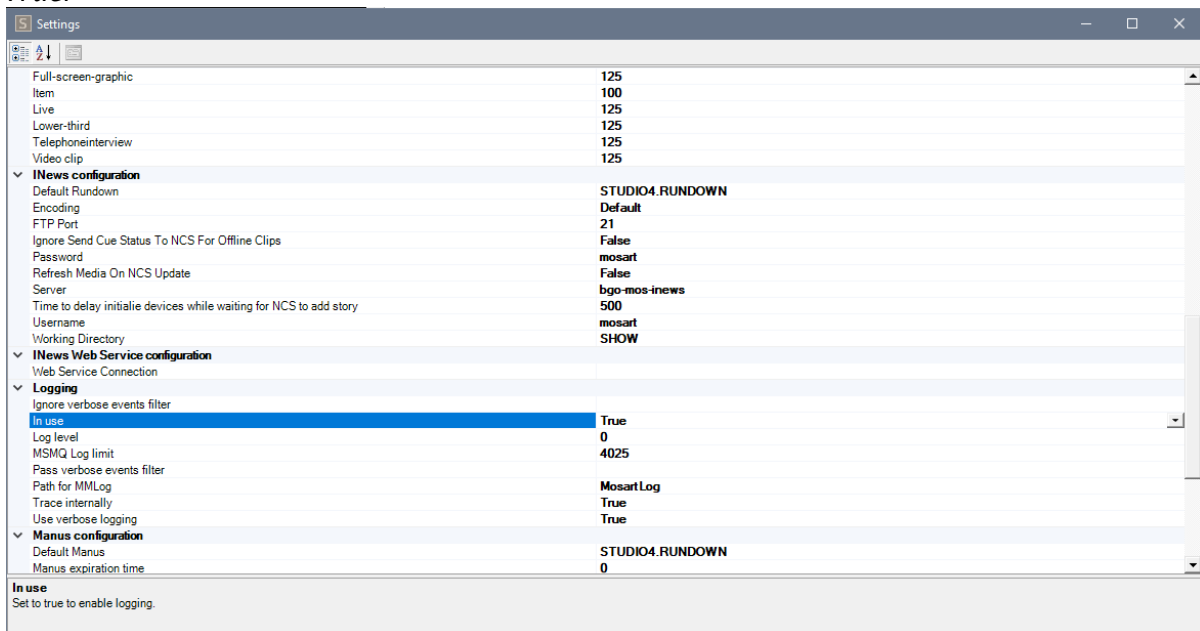 S Settings
Full-screen-graphic 125
Item 100
Live 125
Lower-third 125
Telephoneinterview 125
Video clip 125
INews configuration
Default Rundown STUDIO4.RUNDOWN
Encoding Default
FTP Port 21
Ignore Send Cue Status To NCS For Offline Clips False
Password mosart
Refresh Media On NCS Update False
Server bgo-mos-inews
Time to delay initialie devices while waiting for NCS to add story 500
Username mosart
Working Directory SHOW
INews Web Service configuration
Web Service Connection
Logging
Ignore verbose events filter
In use True
Log level 0
MSMQ Log limit 4025
Pass verbose events filter
Path for MMLog MosartLog
Trace internally True
Use verbose logging True
Manus configuration
Default Manus STUDIO4.RUNDOWN
Manus expiration time 0
In use
Set to true to enable logging.